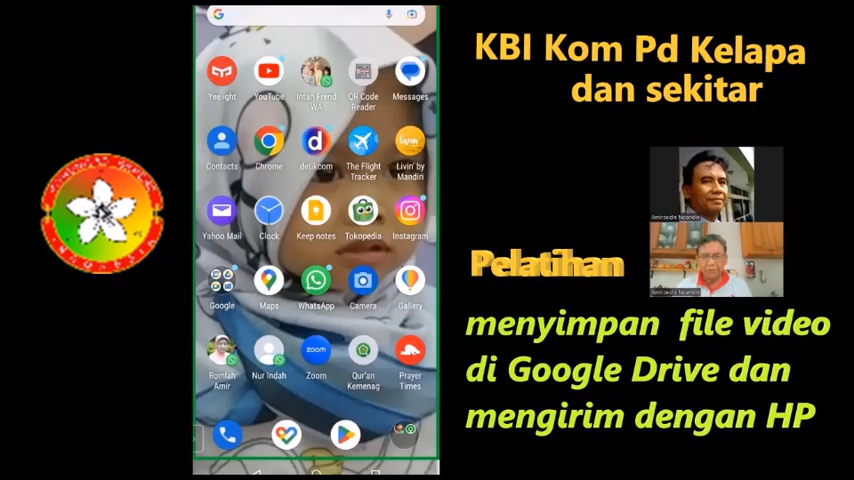 KBI Kom Pd Kelapa
dan sekitar
Yeelight
YouTube
Intan Frend
WA
QR Code
Reader
Messages
Contacts
Chrome
detikcom
The Flight
Tracker
Livin' by
Mandiri
Yahoo Mail
Clock
Keep notes
Tokopedia
Instagram
Google
Maps
WhatsApp
Camera
Gallery
Romlah
Amir
Nur Indah
Zoom
Qur'an
Kemenag
Prayer
Times
zoom
Pelatihan
menyimpan file video
di Google Drive dan
mengirim dengan HP